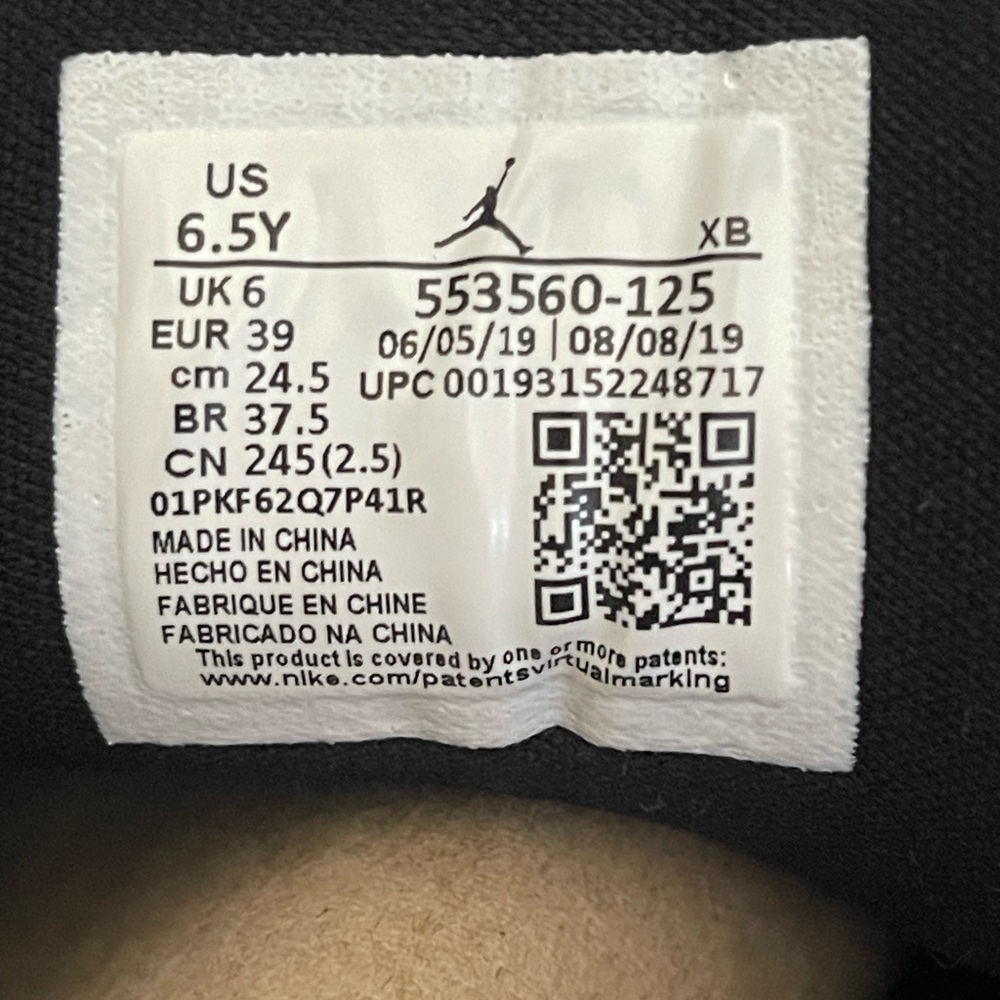 US
6.5Y
XB
UK 6
553560-125
EUR 39
06/05/19 | 08/08/19
cm 24.5
UPC 00193152248717
BR 37.5
CN 245(2.5)
01PKF62Q7P41R
MADE IN CHINA
HECHO EN CHINA
FABRIQUE EN CHINE
FABRICADO NA CHINA
This product is covered by one or more patents:
www.nike.com/patentsvirtualmarking